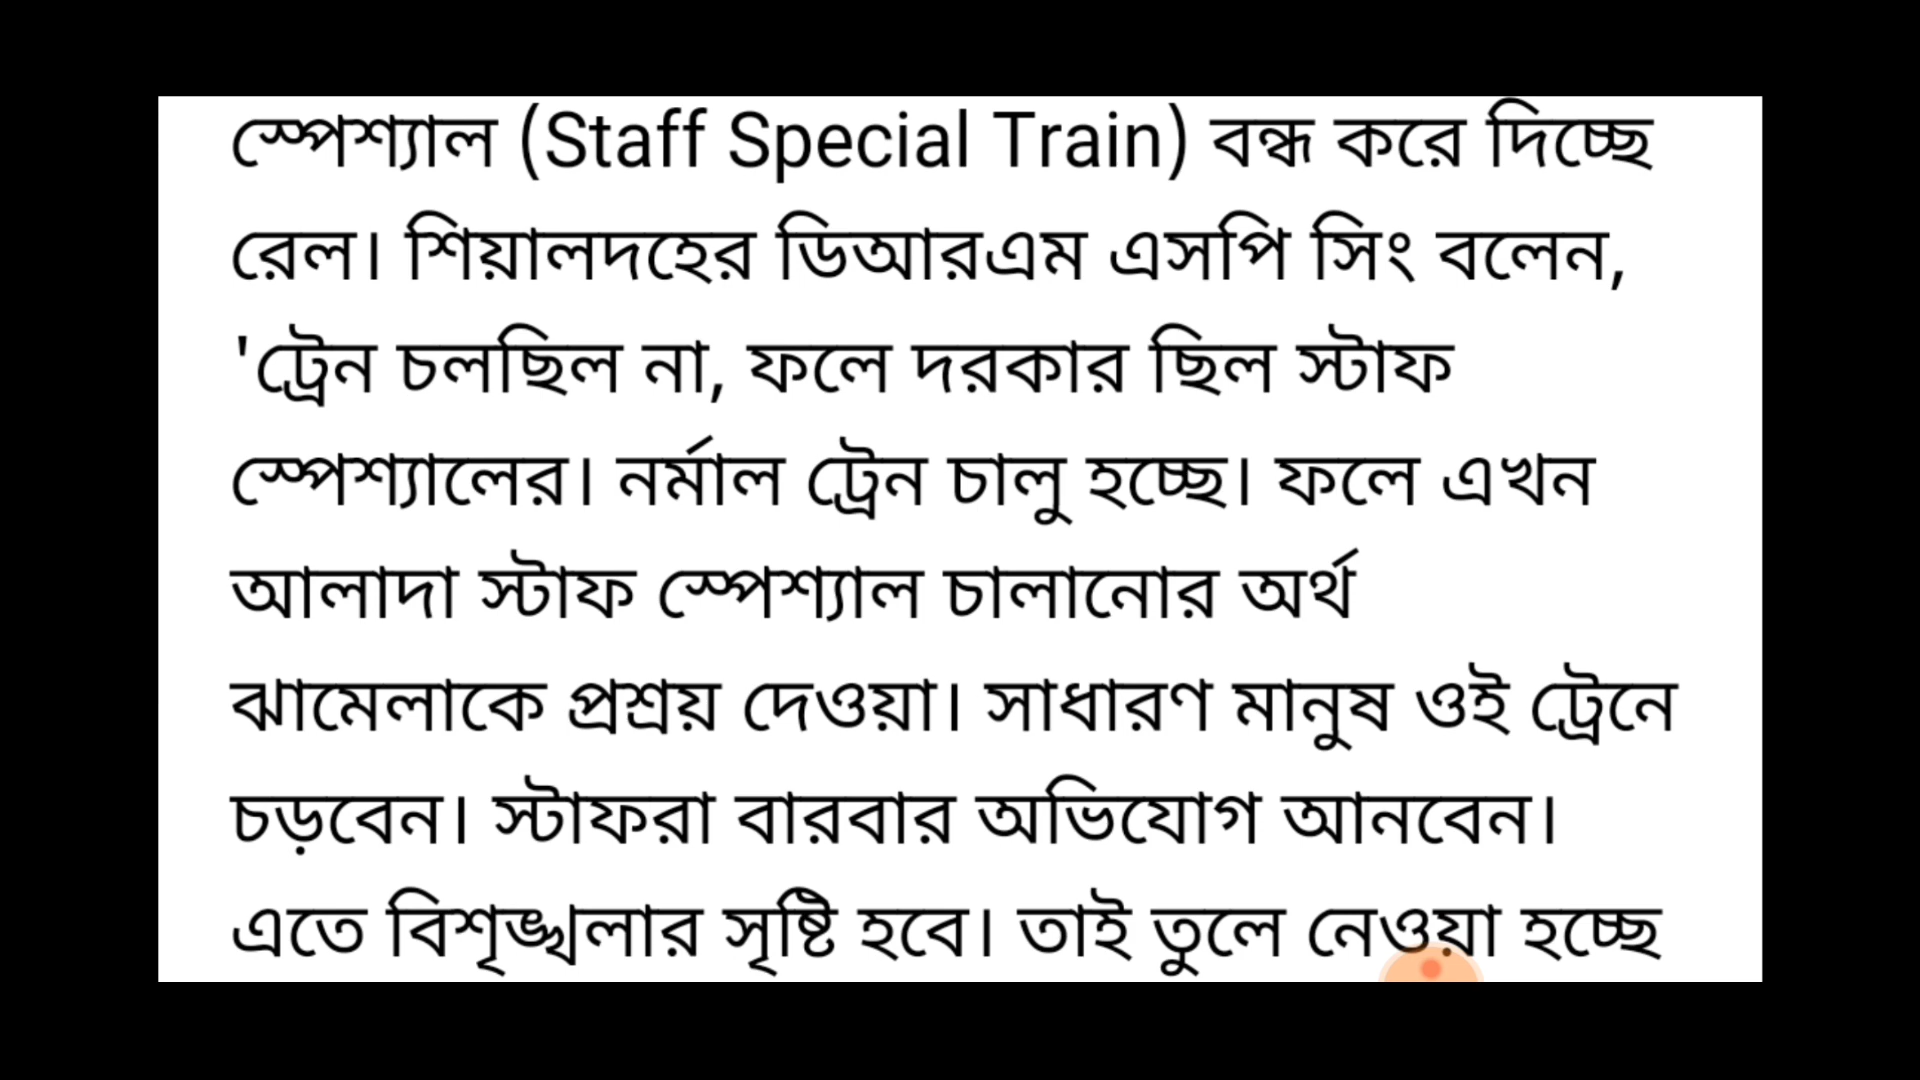 স্পেশ্যাল (Staff Special Train) বন্ধ করে দিচ্ছে
রেল। শিয়ালদহের ডিআরএম এসপি সিং বলেন,
'ট্রেন চলছিল না, ফলে দরকার ছিল স্টাফ
স্পেশ্যালের। নর্মাল ট্রেন চালু হচ্ছে। ফলে এখন
আলাদা স্টাফ স্পেশ্যাল চালানোর অর্থ
ঝামেলাকে প্রশ্রয় দেওয়া। সাধারণ মানুষ ওই ট্রেনে
চড়বেন। স্টাফরা বারবার অভিযোগ আনবেন।
এতে বিশৃঙ্খলার সৃষ্টি হবে। তাই তুলে নেওয়া হচ্ছে